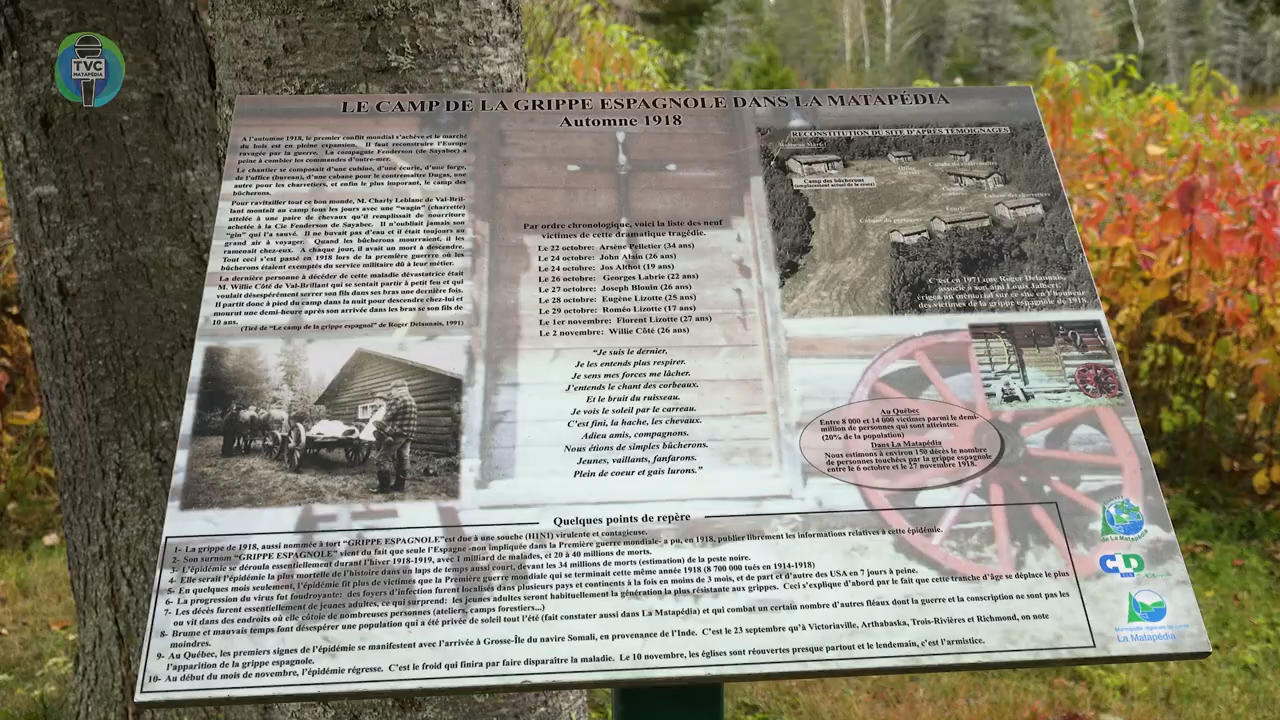 TVC
MATAPÉDIA
LE CAMP DE LA GRIPPE ESPAGNOLE DANS LA MATAPÉDIA
Automne 1918
A l'automne 1918, le premier conflit mondial s'achève et le marché
du bois est en pleine expansion. Il faut reconstruire l'Europe
ravagée par la guerre. La compagnie Fenderson (de Sayabec) a
peine à combler les commandes d'outre-mer.
Le chantier se composait d'une cuisine, d'une écurie, d'une forge,
de l'office (bureau), d'une cabane pour le contremaître Dugas, une
autre pour les charretiers, et enfin le plus imporant, le camp des
bûcherons.
Pour ravitailler tout ce bon monde, M. Charly Leblanc de Val-Bril-
lant montait au camp tous les jours avec une "wagin" (charrette)
attelée à une paire de chevaux qu'il remplissait de nourriture
achetée à la Cie Fenderson de Sayabec. Il n'oubliait jamais son
"gin" qui l'a sauvé. Il ne buvait pas d'eau et il était toujours au
grand air à voyager. Quand les bûcherons mourraient, il les
ramenait chez-eux. A chaque jour, il avait un mort à descendre.
Tout ceci s'est passé en 1918 lors de la première guerrre où les
bûcherons étaient exemptés du service militaire dû à leur métier.
La dernière personne à décéder de cette maladie dévastatrice était
M. Willie Côté de Val-Brillant qui se sentait partir à petit feu et qui
voulait désespérément serrer son fils dans ses bras une dernière fois.
Il partit donc à pied du camp dans la nuit pour descendre chez-lui et
mourut une demi-heure après son arrivée dans les bras se son fils de
10 ans.
(Tiré de "Le camp de la grippe espagnol" de Roger Delaunais, 1991)
Par ordre chronologique, voici la liste des neuf
victimes de cette dramatique tragédie.
Le 22 octobre: Arsène Pelletier (34 ans)
Le 24 octobre: John Alain (26 ans)
Le 24 octobre: Jos Althot (19 ans)
Le 26 octobre: Georges Labrie (22 ans)
Le 27 octobre: Joseph Blouin (26 ans)
Le 28 octobre: Eugène Lizotte (25 ans)
Le 29 octobre: Roméo Lizotte (17 ans)
Le 1er novembre: Florent Lizotte (27 ans)
Le 2 novembre: Willie Côté (26 ans)
"Je suis le dernier,
Je les entends plus respirer.
Je sens mes forces me lâcher.
J'entends le chant des corbeaux.
Et le bruit du ruisseau.
Je vois le soleil par le carreau.
C'est fini, la hache, les chevaux.
Adieu amis, compagnons.
Nous étions de simples bûcherons.
Jeunes, vaillants, fanfarons.
Plein de coeur et gais lurons."
RECONSTITUTION DU SITE D'APRÈS TÉMOIGNAGES
Camp des bûcherons
(emplacement actuel de la croix)
Office
Cabane du contremaître
Cabane des charretiers
Écurie
C'est en 1971 que Roger Delaunais,
associé à son ami Louis Jalbert,
érigea un mémorial sur ce site en l'honneur
des victimes de la grippe espagnole de 1918.
Au Québec
Entre 8 000 et 14 000 victimes parmi le demi-
million de personnes qui sont atteintes.
(20% de la population)
Dans La Matapédia
Nous estimons à environ 150 décès le nombre
de personnes touchées par la grippe espagnole
entre le 6 octobre et le 27 novembre 1918.
Quelques points de repère
1- La grippe de 1918, aussi nommée à tort "GRIPPE ESPAGNOLE"est due à une souche (H1N1) virulente et contagieuse.
2- Son surnom "GRIPPE ESPAGNOLE" vient du fait que seule l'Espagne -non impliquée dans la Première guerre mondiale- a pu, en 1918, publier librement les informations relatives à cette épidémie.
3- L'épidémie se déroula essentiellement durant l'hiver 1918-1919, avec 1 milliard de malades, et 20 à 40 millions de morts.
4- Elle serait l'épidémie la plus mortelle de l'histoire dans un laps de temps aussi court, devant les 34 millions de morts (estimation) de la peste noire.
5- En quelques mois seulement, l'épidémie fit plus de victimes que la Première guerre mondiale qui se terminait cette même année 1918 (8 700 000 tués en 1914-1918)
6- La progression du virus fut foudroyante: des foyers d'infection furent localisés dans plusieurs pays et continents à la fois en moins de 3 mois, et de part et d'autre des USA en 7 jours à peine.
7- Les décès furent essentiellement de jeunes adultes, ce qui surprend: les jeunes adultes seront habituellement la génération la plus résistante aux grippes. Ceci s'explique d'abord par le fait que cette tranche d'âge se déplace le plus
ou vit dans des endroits où elle côtoie de nombreuses personnes (ateliers, camps forestiers...)
8- Brume et mauvais temps font désespérer une population qui a été privée de soleil tout l'été (fait constater aussi dans La Matapédia) et qui combat un certain nombre d'autres fléaux dont la guerre et la conscription ne sont pas
moindres.
9- Au Québec, les premiers signes de l'épidémie se manifestent avec l'arrivée à Grosse-Île du navire Somali, en provenance de l'Inde. C'est le 23 septembre qu'à Victoriaville, Arthabaska, Trois-Rivières et Richmond, on note
l'apparition de la grippe espagnole.
10- Au début du mois de novembre, l'épidémie régresse. C'est le froid qui finira par faire disparaître la maladie. Le 10 novembre, les églises sont réouvertes presque partout et le lendemain, c'est l'armistice.
de La Matapédia
CLD
La Matapédia